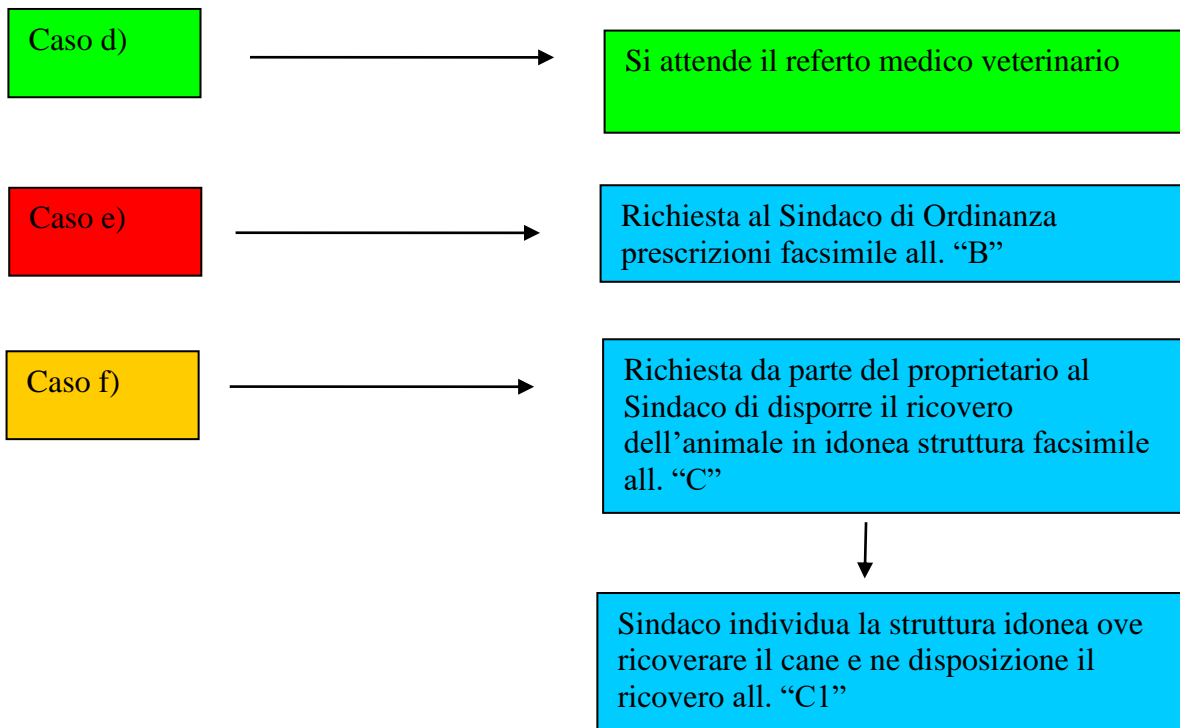 Caso d)
Si attende il referto medico veterinario
Caso e)
Richiesta al Sindaco di Ordinanza
prescrizioni facsimile all. “B”
Caso f)
Richiesta da parte del proprietario al
Sindaco di disporre il ricovero
dell’animale in idonea struttura facsimile
all. “C”
Sindaco individua la struttura idonea ove
ricoverare il cane e ne disposizione il
ricovero all. “C1”